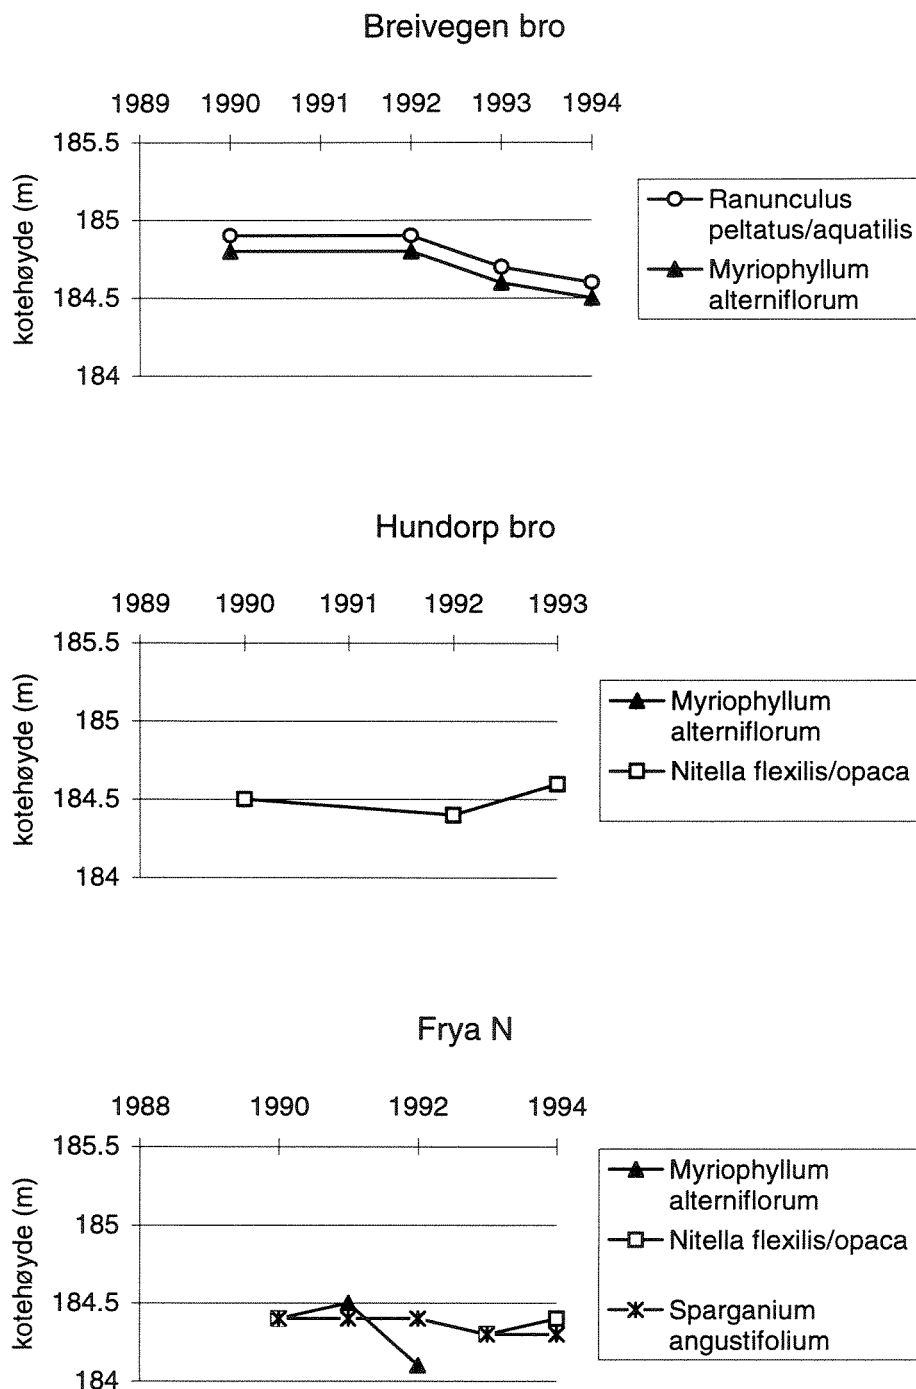 Breivegen bro
1989 1990 1991 1992 1993 1994
185.5
185
184.5
184
kotehøyde (m)
Ranunculus
peltatus/aquatilis
Myriophyllum
alterniflorum
Hundorp bro
1989 1990 1991 1992 1993
185.5
185
184.5
184
kotehøyde (m)
Myriophyllum
alterniflorum
Nitella flexilis/opaca
Frya N
1988 1990 1992 1994
185.5
185
184.5
184
kotehøyde (m)
Myriophyllum
alterniflorum
Nitella flexilis/opaca
Sparganium
angustifolium